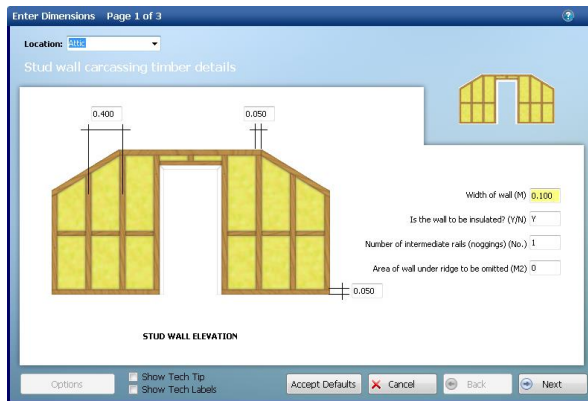 Enter Dimensions Page 1 of 3
?
Location: Attic
Stud wall carcassing timber details
0.400
0.050
Width of wall (M) 0.100
Is the wall to be insulated? (Y/N) Y
Number of intermediate rails (noggings) (No.) 1
Area of wall under ridge to be omitted (M2) 0
0.050
STUD WALL ELEVATION
Options
Show Tech Tip
Show Tech Labels
Accept Defaults
Cancel
Back
Next